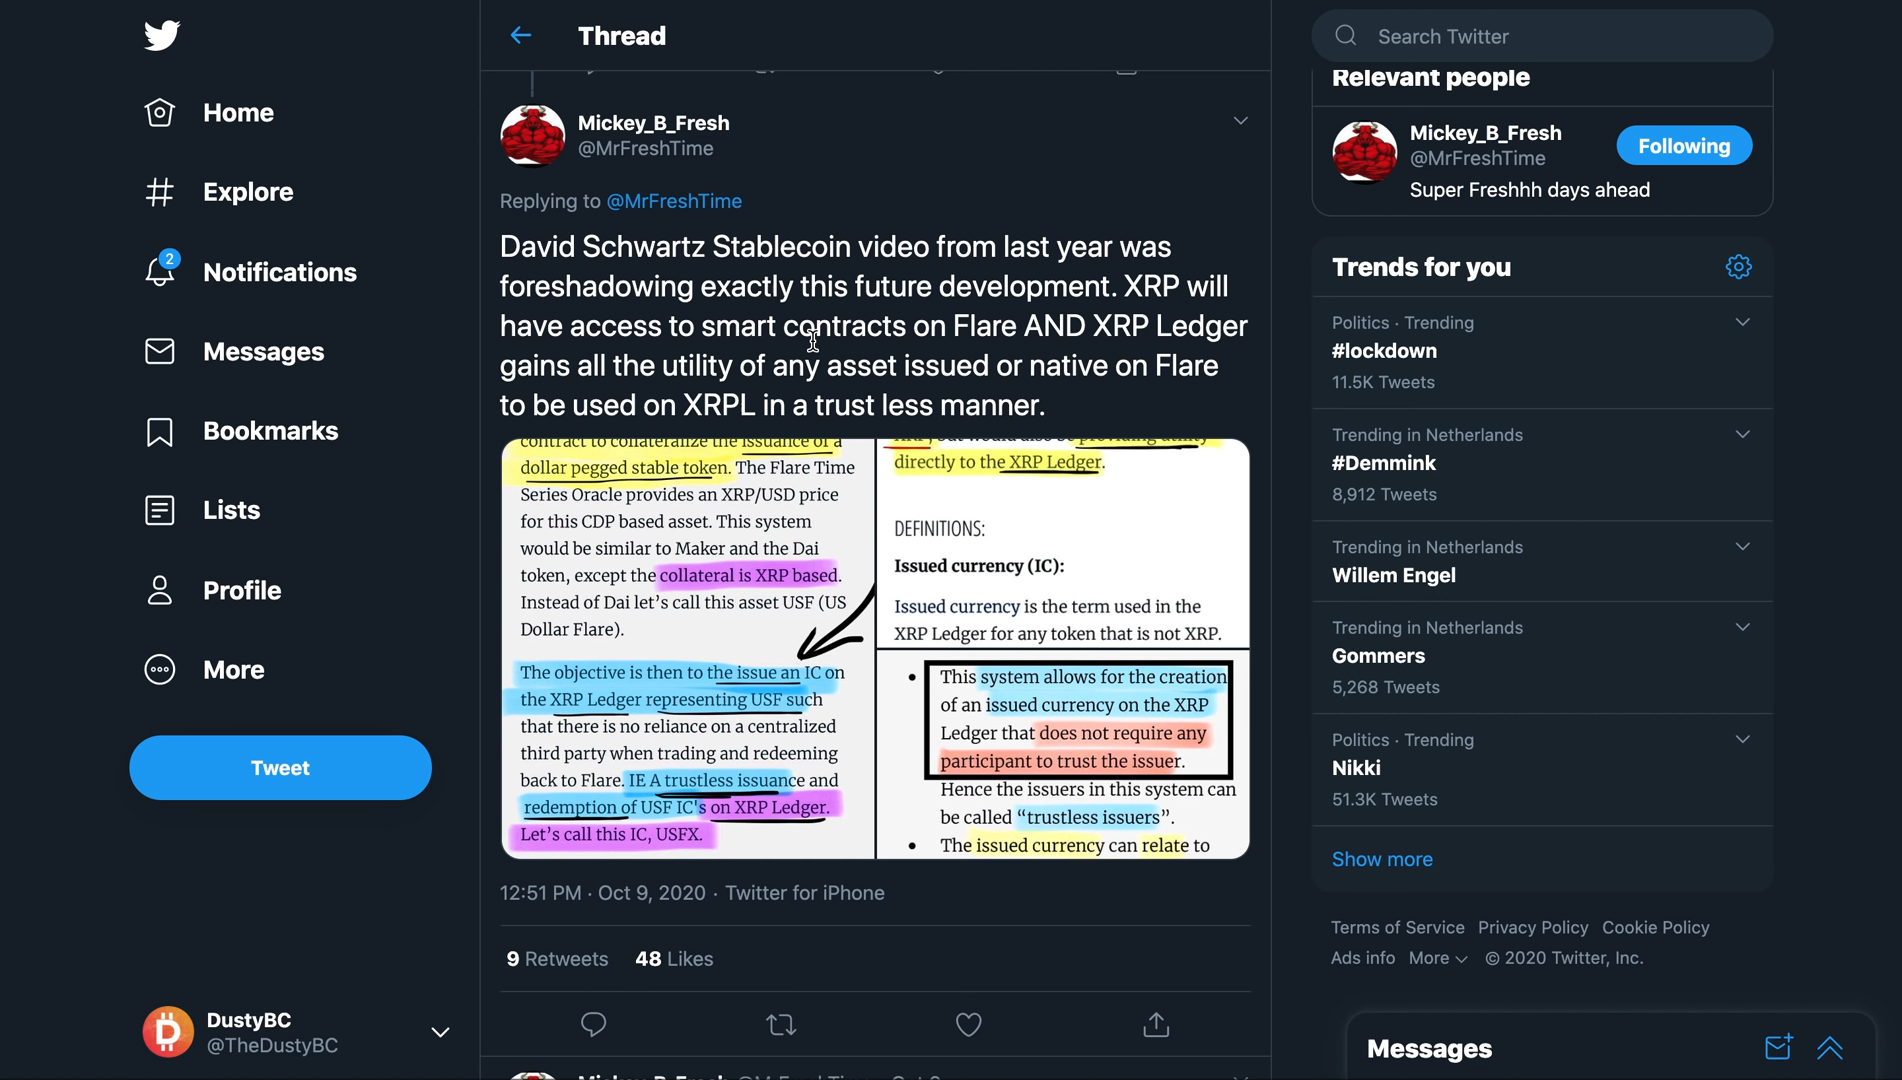 Home
Explore
2
Notifications
Messages
Bookmarks
Lists
Profile
More
Tweet
DustyBC
@TheDustyBC
Thread
Mickey_B_Fresh
@MrFreshTime
Replying to @MrFreshTime
David Schwartz Stablecoin video from last year was
foreshadowing exactly this future development. XRP will
have access to smart contracts on Flare AND XRP Ledger
gains all the utility of any asset issued or native on Flare
to be used on XRPL in a trust less manner.
contract to collateralize the issuance of a
dollar pegged stable token. The Flare Time
Series Oracle provides an XRP/USD price
for this CDP based asset. This system
would be similar to Maker and the Dai
token, except the collateral is XRP based.
Instead of Dai let's call this asset USF (US
Dollar Flare).
The objective is then to the issue an IC on
the XRP Ledger representing USF such
that there is no reliance on a centralized
third party when trading and redeeming
back to Flare. IE A trustless issuance and
redemption of USF IC's on XRP Ledger.
Let's call this IC, USFX.
directly to the XRP Ledger.
DEFINITIONS:
Issued currency (IC):
Issued currency is the term used in the
XRP Ledger for any token that is not XRP.
• This system allows for the creation
of an issued currency on the XRP
Ledger that does not require any
participant to trust the issuer.
Hence the issuers in this system can
be called “trustless issuers”.
• The issued currency can relate to
12:51 PM · Oct 9, 2020 · Twitter for iPhone
9 Retweets 48 Likes
Search Twitter
Relevant people
Mickey_B_Fresh
@MrFreshTime
Following
Super Freshhh days ahead
Trends for you
Politics · Trending
#lockdown
11.5K Tweets
Trending in Netherlands
#Demmink
8,912 Tweets
Trending in Netherlands
Willem Engel
Trending in Netherlands
Gommers
5,268 Tweets
Politics · Trending
Nikki
51.3K Tweets
Show more
Terms of Service Privacy Policy Cookie Policy
Ads info More © 2020 Twitter, Inc.
Messages